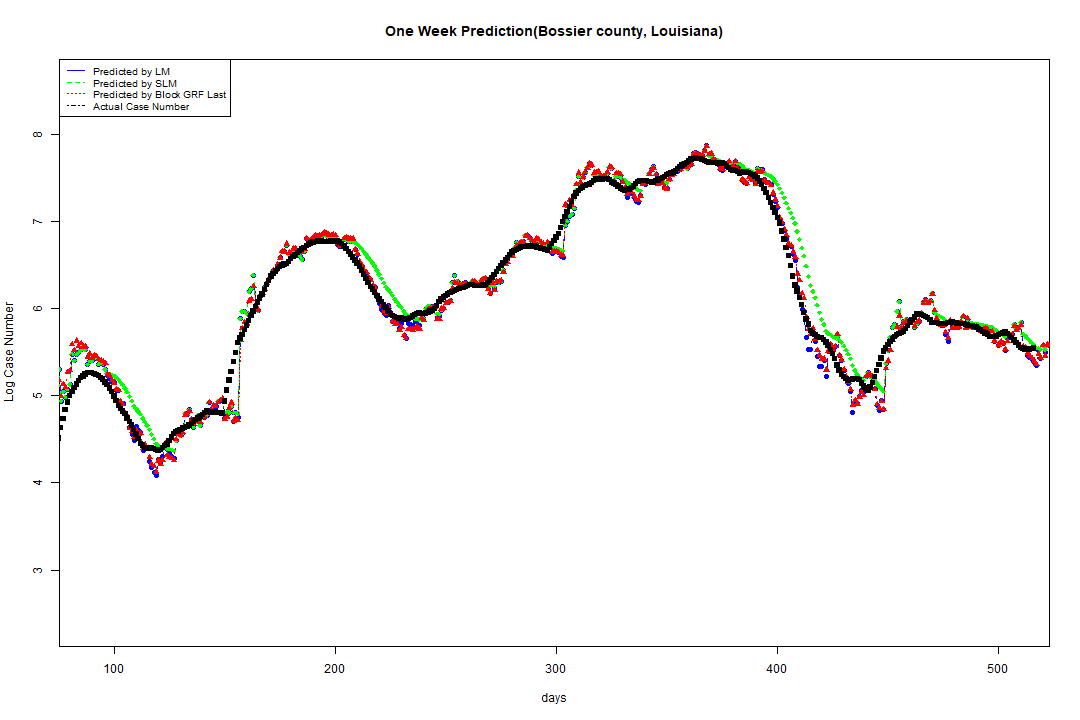 One Week Prediction(Bossier county, Louisiana)
Predicted by LM
Predicted by SLM
Predicted by Block GRF Last
Actual Case Number
8
7
6
5
4
3
Log Case Number
100 200 300 400 500
days